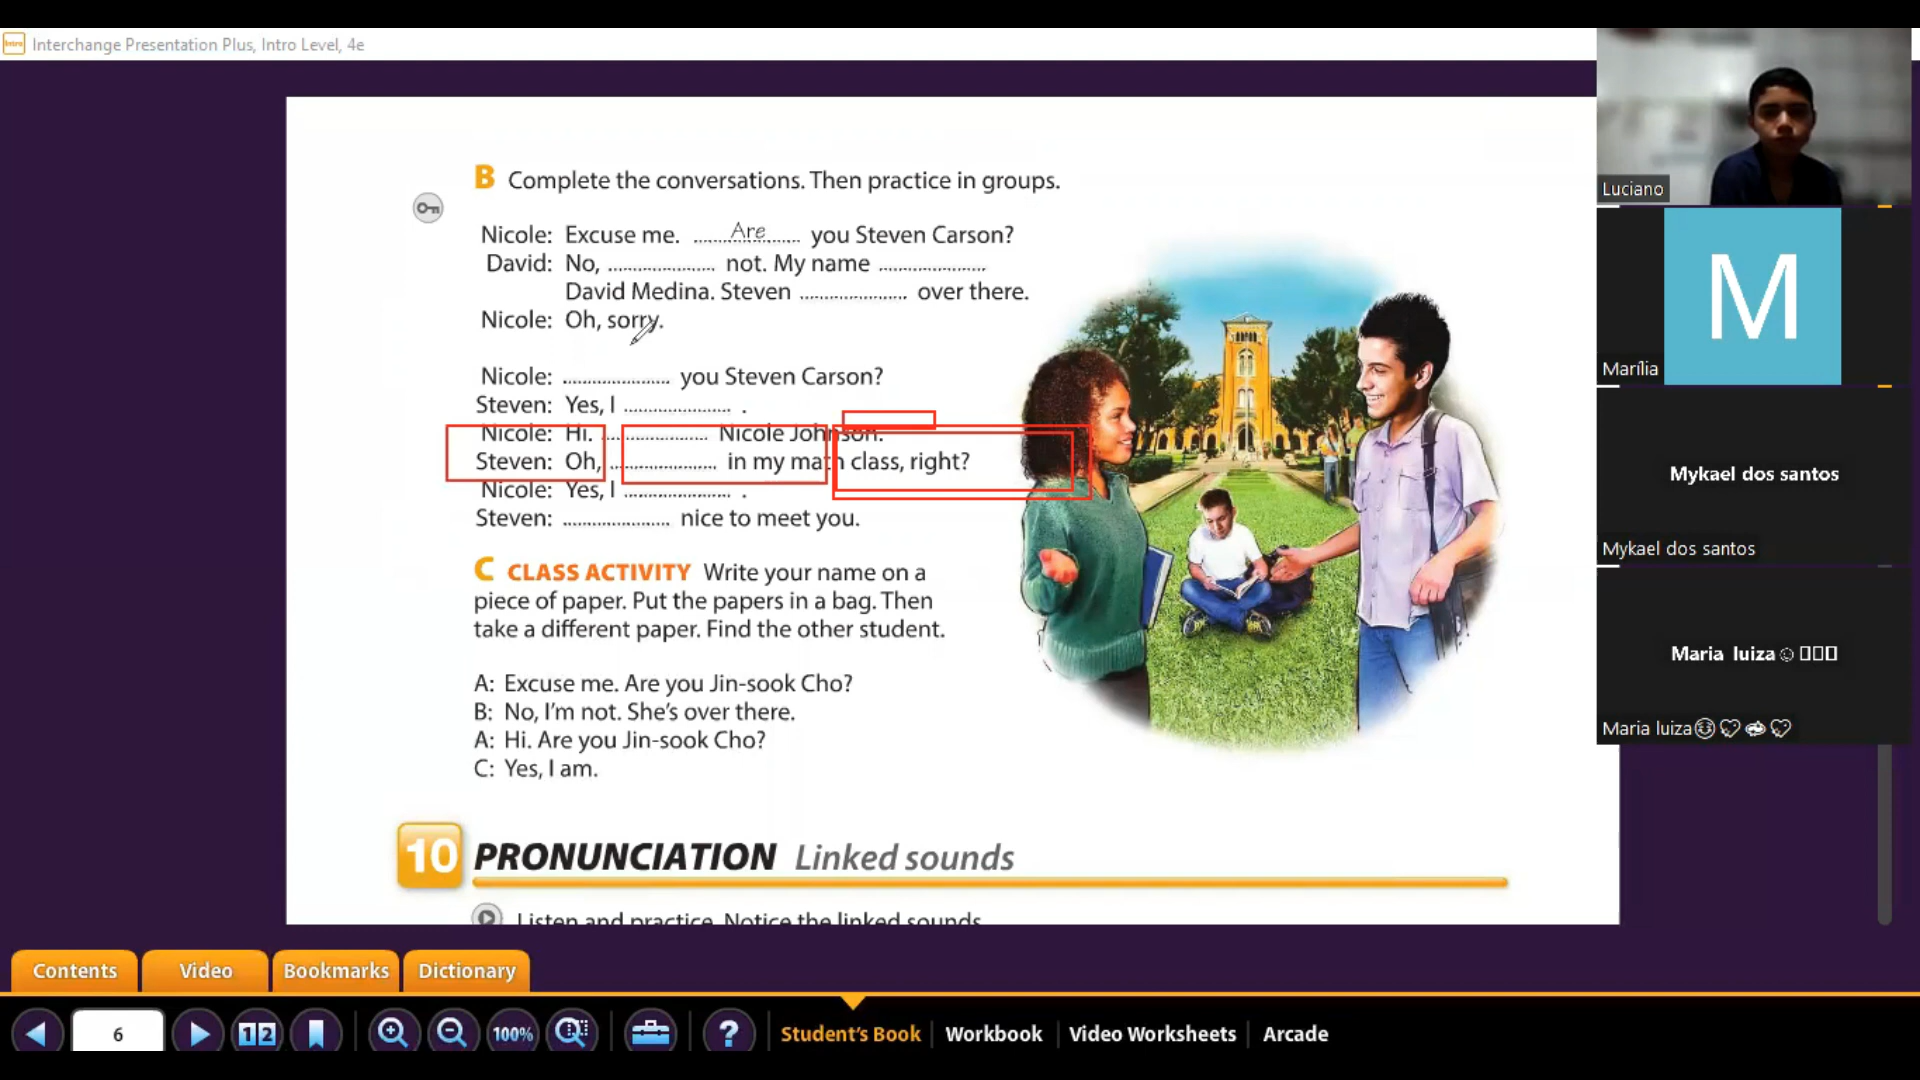 Interchange Presentation Plus, Intro Level, 4e
B Complete the conversations. Then practice in groups.
Nicole: Excuse me. Are you Steven Carson?
David: No, .................... not. My name ....................
David Medina. Steven .................... over there.
Nicole: Oh, sorry.
Nicole: .................... you Steven Carson?
Steven: Yes, I .................... .
Nicole: Hi. .................... Nicole Johnson.
Steven: Oh, .................... in my math class, right?
Nicole: Yes, I .................... .
Steven: .................... nice to meet you.
C CLASS ACTIVITY Write your name on a
piece of paper. Put the papers in a bag. Then
take a different paper. Find the other student.
A: Excuse me. Are you Jin-sook Cho?
B: No, I'm not. She's over there.
A: Hi. Are you Jin-sook Cho?
C: Yes, I am.
10 PRONUNCIATION Linked sounds
Listen and practice. Notice the linked sounds.
Luciano
M
Marília
Mykael dos santos
Mykael dos santos
Maria luiza
Maria luiza
Contents Video Bookmarks Dictionary
6 12 100% ? Student's Book Workbook Video Worksheets Arcade